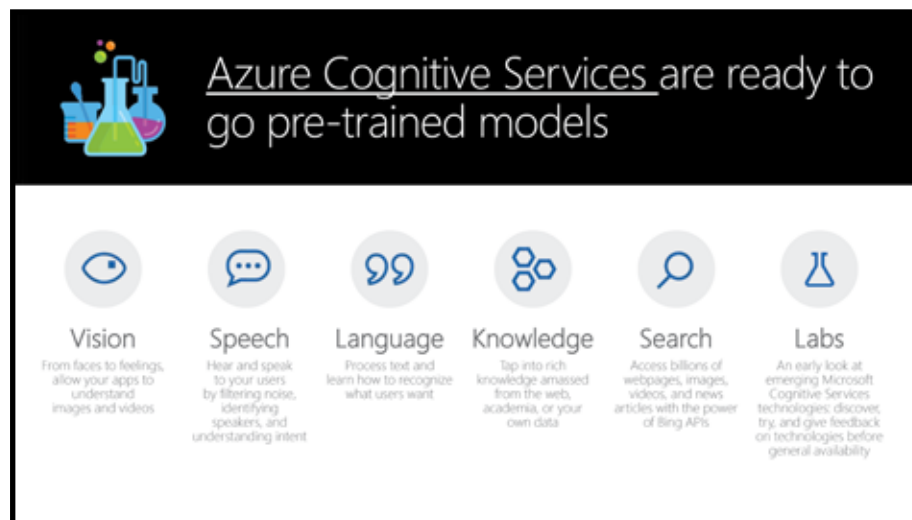 Azure Cognitive Services are ready to
go pre-trained models
Vision
From faces to feelings,
allow your apps to
understand
images and videos
Speech
Hear and speak
to your users
by filtering noise,
identifying
speakers, and
understanding intent
Language
Process text and
learn how to recognize
what users want
Knowledge
Tap into rich
knowledge amassed
from the web,
academia, or your
own data
Search
Access billions of
webpages, images,
videos, and news
articles with the power
of Bing APIs
Labs
An early look at
emerging Microsoft
Cognitive Services
technologies: discover,
try, and give feedback
on technologies before
general availability